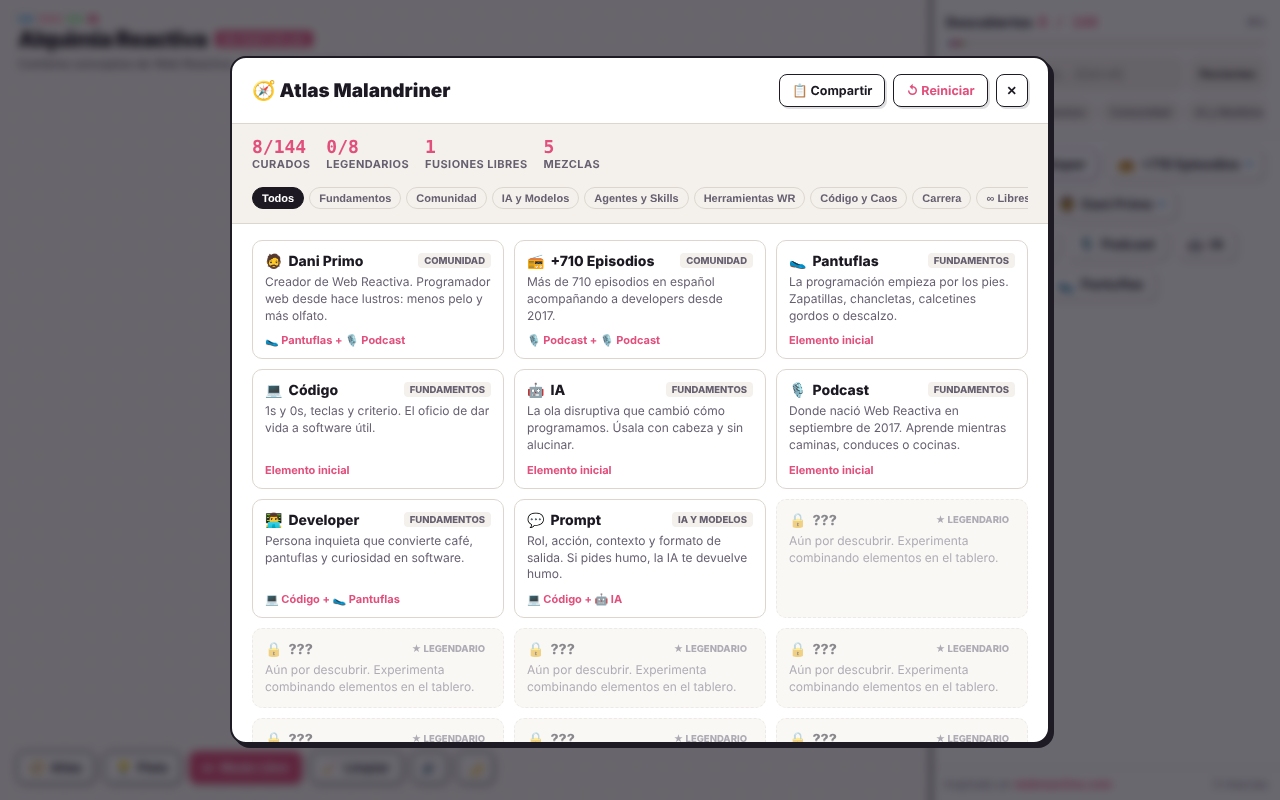 Alquimia Reactiva
🧭 Atlas Malandriner
📋 Compartir
↺ Reiniciar
✕
8/144 CURADOS
0/8 LEGENDARIOS
1 FUSIONES LIBRES
5 MEZCLAS
Todos
Fundamentos
Comunidad
IA y Modelos
Agentes y Skills
Herramientas WR
Código y Caos
Carrera
∞ Libres
🧔 Dani Primo
COMUNIDAD
Creador de Web Reactiva. Programador
web desde hace lustros: menos pelo y
más olfato.
🥿 Pantuflas + 🎙️ Podcast
📻 +710 Episodios
COMUNIDAD
Más de 710 episodios en español
acompañando a developers desde
2017.
🎙️ Podcast + 🎙️ Podcast
🥿 Pantuflas
FUNDAMENTOS
La programación empieza por los pies.
Zapatillas, chancletas, calcetines
gordos o descalzo.
Elemento inicial
💻 Código
FUNDAMENTOS
1s y 0s, teclas y criterio. El oficio de dar
vida a software útil.
Elemento inicial
🤖 IA
FUNDAMENTOS
La ola disruptiva que cambió cómo
programamos. Úsala con cabeza y sin
alucinar.
Elemento inicial
🎙️ Podcast
FUNDAMENTOS
Donde nació Web Reactiva en
septiembre de 2017. Aprende mientras
caminas, conduces o cocinas.
Elemento inicial
🧑‍💻 Developer
FUNDAMENTOS
Persona inquieta que convierte café,
pantuflas y curiosidad en software.
💻 Código + 🥿 Pantuflas
💬 Prompt
IA Y MODELOS
Rol, acción, contexto y formato de
salida. Si pides humo, la IA te devuelve
humo.
💻 Código + 🤖 IA
🔒 ???
★ LEGENDARIO
Aún por descubrir. Experimenta
combinando elementos en el tablero.
🔒 ???
★ LEGENDARIO
Aún por descubrir. Experimenta
combinando elementos en el tablero.
🔒 ???
★ LEGENDARIO
Aún por descubrir. Experimenta
combinando elementos en el tablero.
🔒 ???
★ LEGENDARIO
Aún por descubrir. Experimenta
combinando elementos en el tablero.
🔒 ???
★ LEGENDARIO
🔒 ???
★ LEGENDARIO
🔒 ???
★ LEGENDARIO